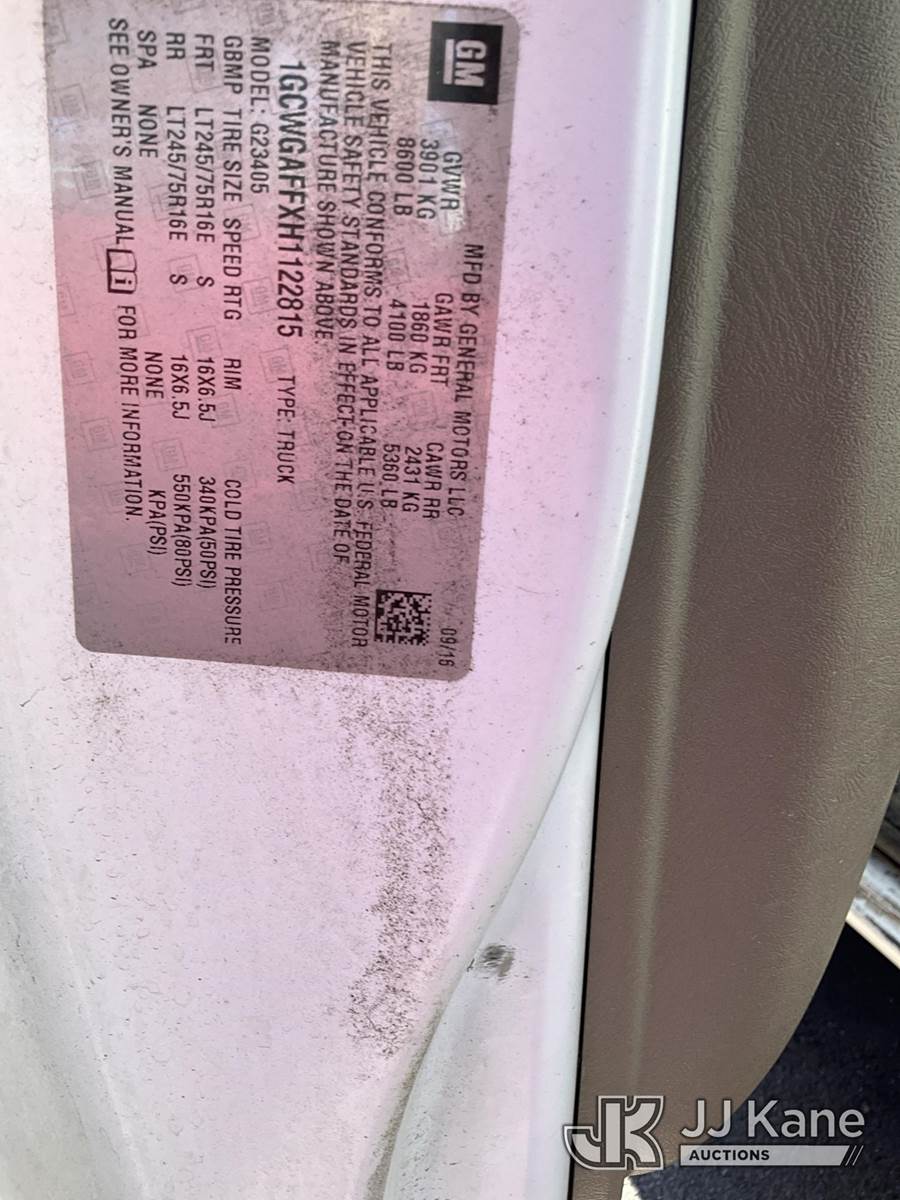 GM
MFD BY GENERAL MOTORS LLC 09/16
GVWR GAWR FRT GAWR RR
3901 KG 1860 KG 2431 KG
8600 LB 4100 LB 5360 LB
THIS VEHICLE CONFORMS TO ALL APPLICABLE U.S. FEDERAL MOTOR
VEHICLE SAFETY STANDARDS IN EFFECT ON THE DATE OF
MANUFACTURE SHOWN ABOVE.
1GCWGAFFXH1122815 TYPE: TRUCK
MODEL: G23405
GBMP TIRE SIZE SPEED RTG RIM COLD TIRE PRESSURE
FRT LT245/75R16E S 16X6.5J 340KPA(50PSI)
RR LT245/75R16E S 16X6.5J 550KPA(80PSI)
SPA NONE NONE KPA(PSI)
SEE OWNER'S MANUAL i FOR MORE INFORMATION.
JK JJ Kane
AUCTIONS